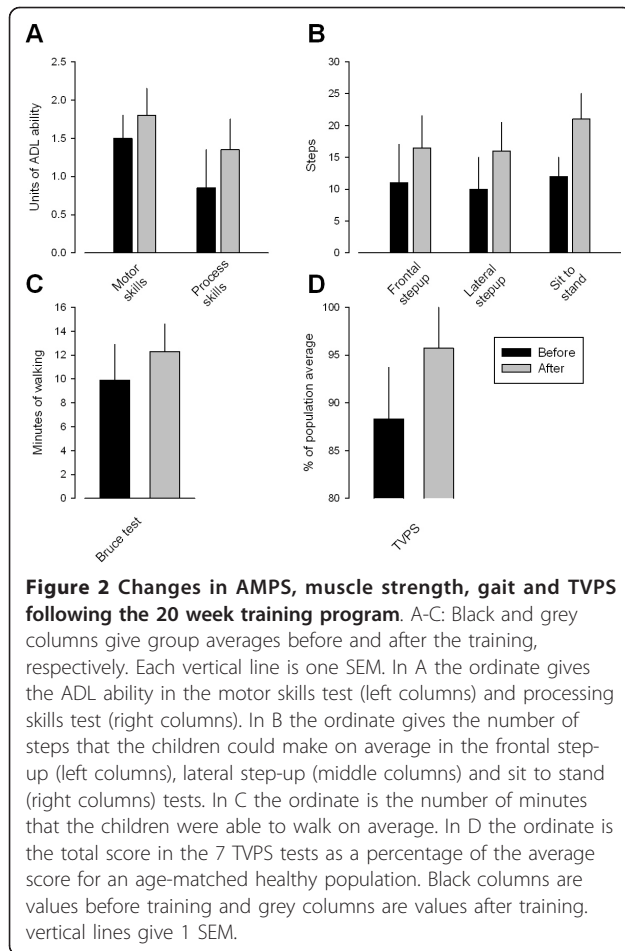 A
B
Units of ADL ability
2.5
2.0
1.5
1.0
0.5
0.0
Motor
skills
Process
skills
Steps
30
25
20
15
10
5
0
Frontal
stepup
Lateral
stepup
Sit to
stand
C
D
Minutes of walking
16
14
12
10
8
6
4
2
0
Bruce test
% of population average
100
95
90
85
80
TVPS
Before
After
Figure 2 Changes in AMPS, muscle strength, gait and TVPS
following the 20 week training program. A-C: Black and grey
columns give group averages before and after the training,
respectively. Each vertical line is one SEM. In A the ordinate gives
the ADL ability in the motor skills test (left columns) and processing
skills test (right columns). In B the ordinate gives the number of
steps that the children could make on average in the frontal step-
up (left columns), lateral step-up (middle columns) and sit to stand
(right columns) tests. In C the ordinate is the number of minutes
that the children were able to walk on average. In D the ordinate is
the total score in the 7 TVPS tests as a percentage of the average
score for an age-matched healthy population. Black columns are
values before training and grey columns are values after training.
vertical lines give 1 SEM.